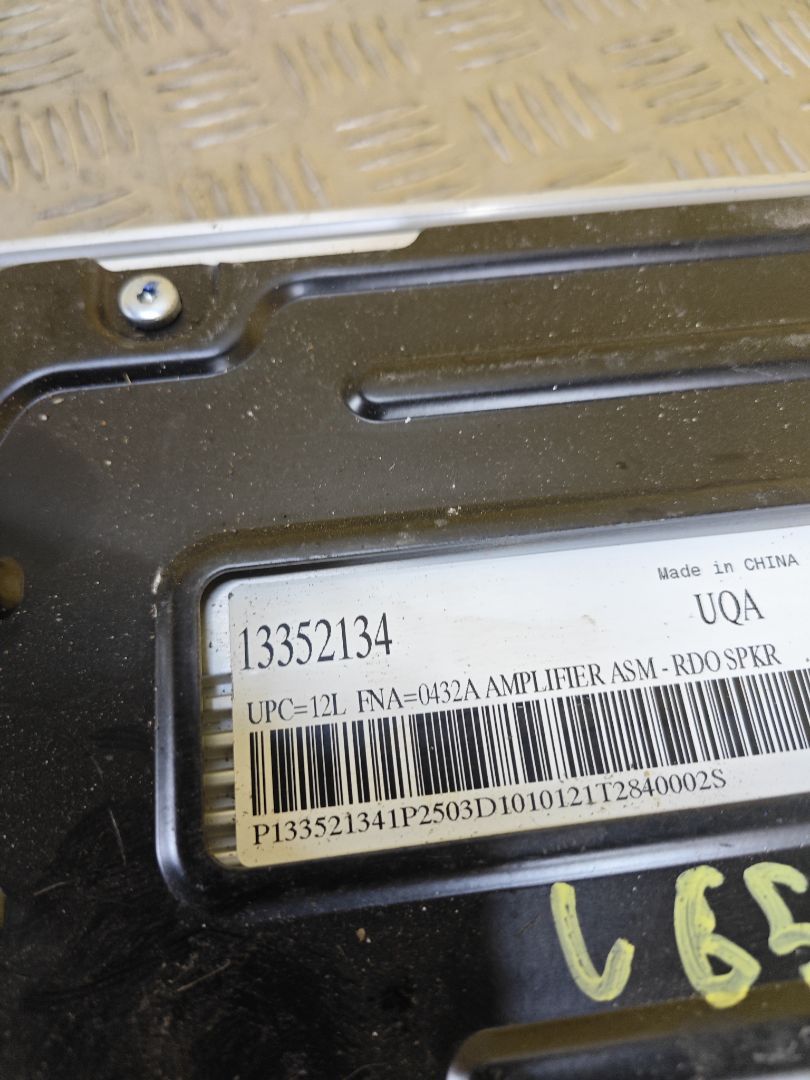 Made in CHINA
13352134 UQA
UPC=12L FNA=0432A AMPLIFIER ASM - RDO SPKR
P133521341P2503D1010121T2840002S